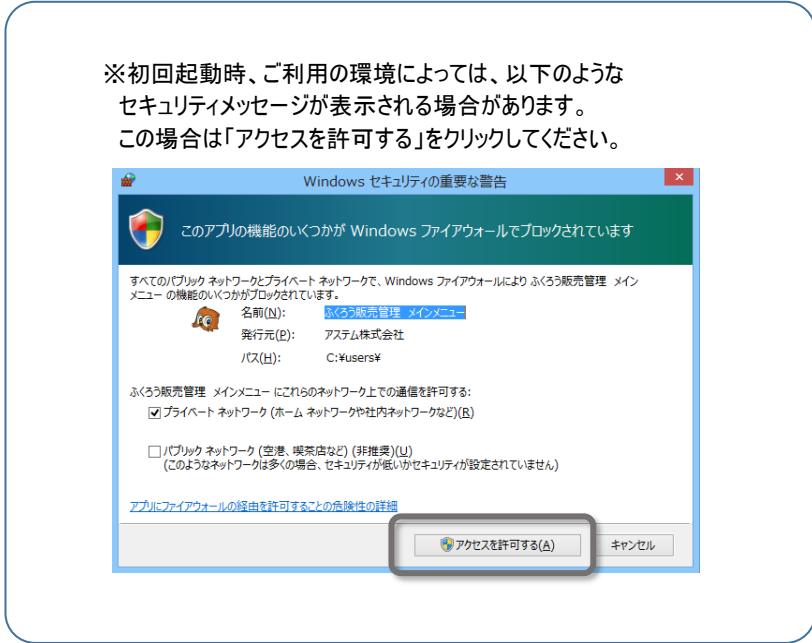 ※初回起動時、ご利用の環境によっては、以下のような
セキュリティメッセージが表示される場合があります。
この場合は「アクセスを許可する」をクリックしてください。
Windows セキュリティの重要な警告
このアプリの機能のいくつかが Windows ファイアウォールでブロックされています
すべてのパブリック ネットワークとプライベート ネットワークで、Windows ファイアウォールにより ふくろう販売管理 メイン
メニュー の機能のいくつかがブロックされています。
名前(N): ふくろう販売管理 メインメニュー
発行元(P): アステム株式会社
パス(H): C:¥users¥
ふくろう販売管理 メインメニュー にこれらのネットワーク上での通信を許可する:
プライベート ネットワーク (ホーム ネットワークや社内ネットワークなど)(R)
パブリック ネットワーク (空港、喫茶店など) (非推奨)(U)
(このようなネットワークは多くの場合、セキュリティが低いかセキュリティが設定されていません)
アプリにファイアウォールの経由を許可することの危険性の詳細
アクセスを許可する(A) キャンセル